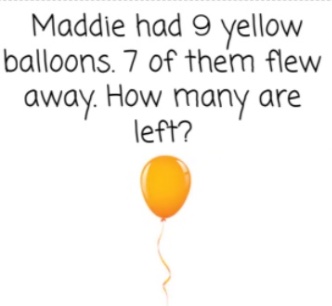 Maddie had 9 yellow
balloons. 7 of them flew
away. How many are
left?